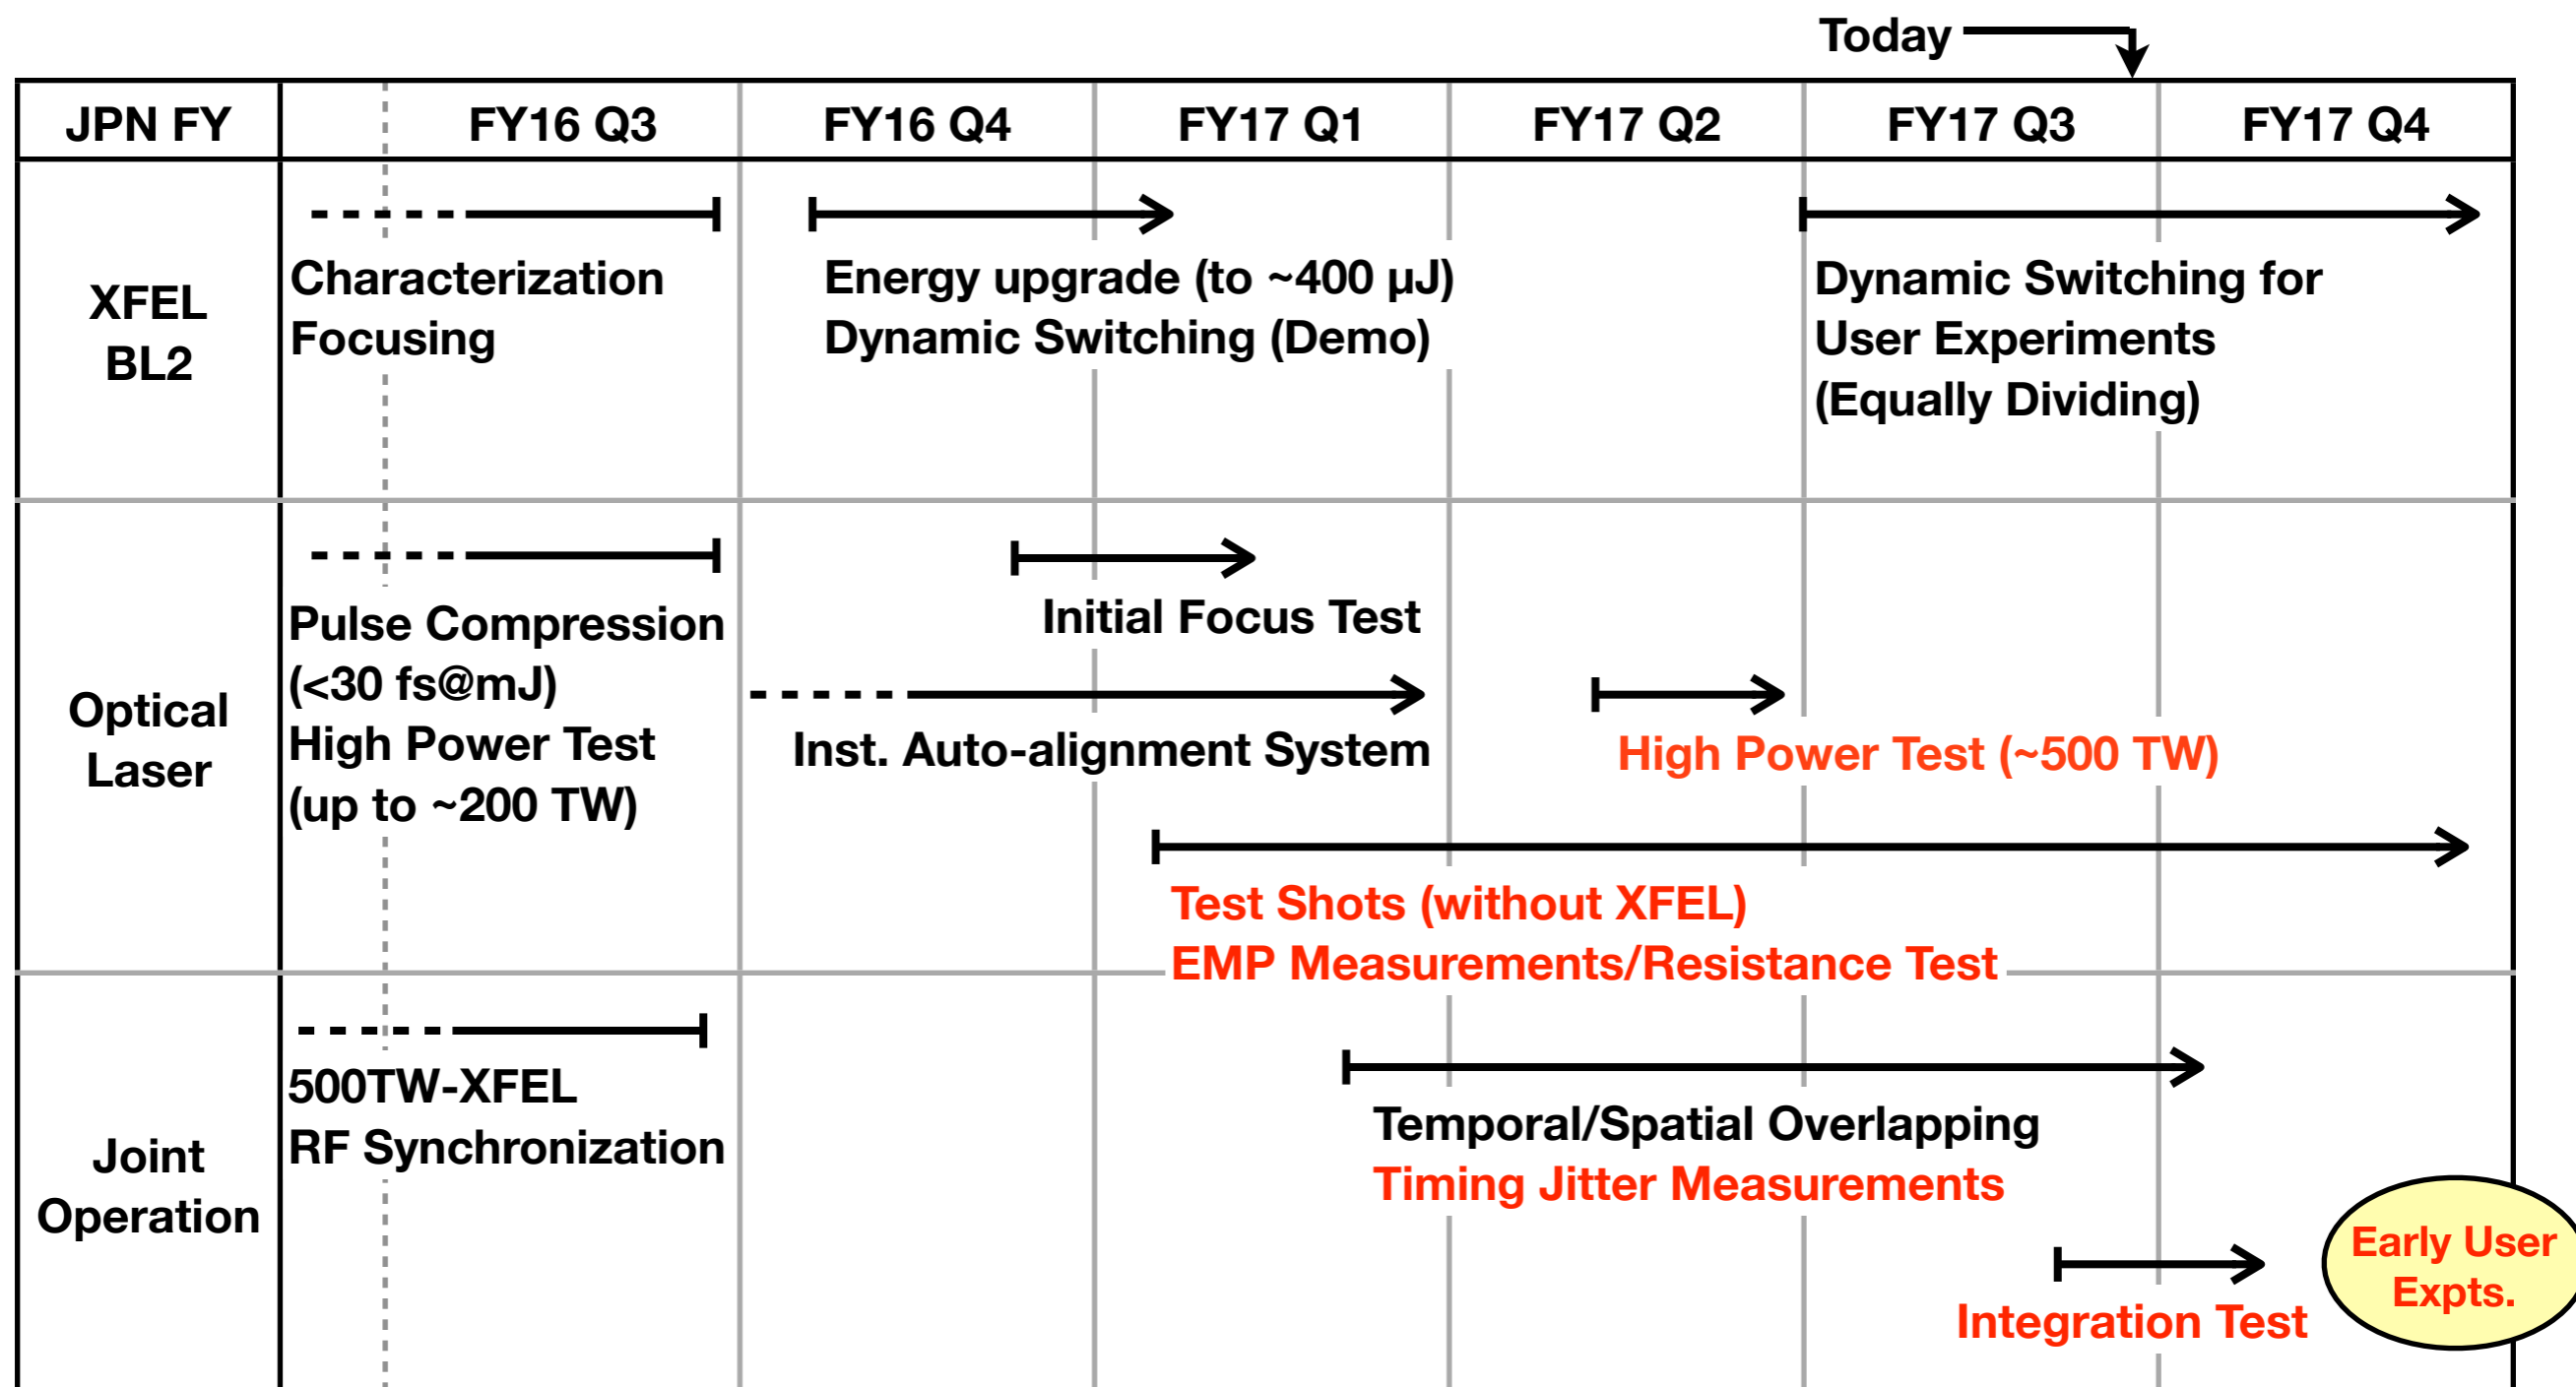 Today
JPN FY
FY16 Q3
FY16 Q4
FY17 Q1
FY17 Q2
FY17 Q3
FY17 Q4
XFEL
BL2
Characterization
Focusing
Energy upgrade (to ~400 μJ)
Dynamic Switching (Demo)
Dynamic Switching for
User Experiments
(Equally Dividing)
Optical
Laser
Pulse Compression
(<30 fs@mJ)
High Power Test
(up to ~200 TW)
Initial Focus Test
Inst. Auto-alignment System
High Power Test (~500 TW)
Test Shots (without XFEL)
EMP Measurements/Resistance Test
Joint
Operation
500TW-XFEL
RF Synchronization
Temporal/Spatial Overlapping
Timing Jitter Measurements
Integration Test
Early User
Expts.